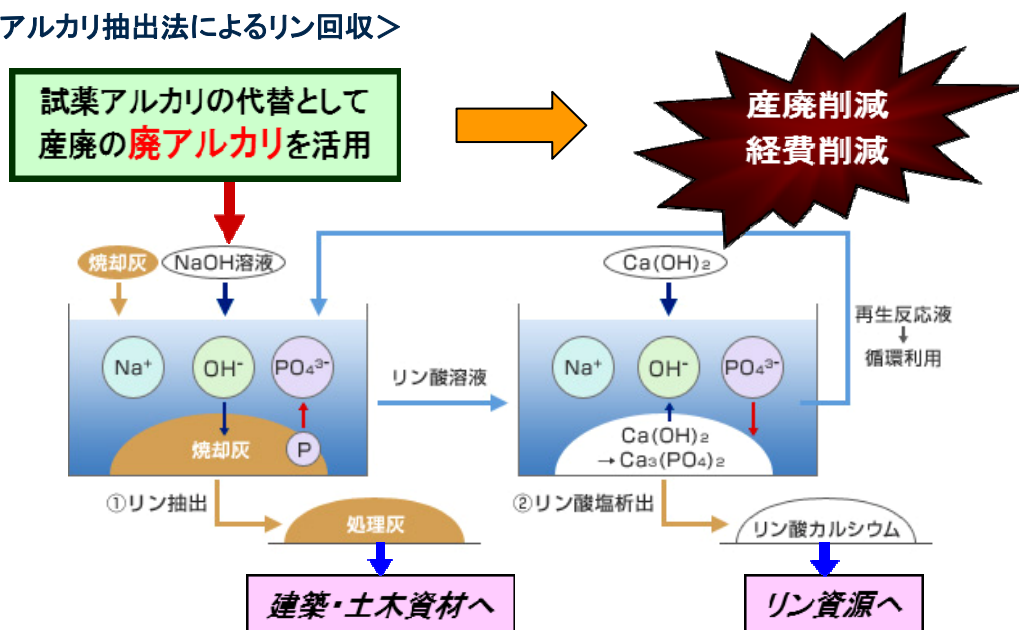 アルカリ抽出法によるリン回収＞
試薬アルカリの代替として
産廃の廃アルカリを活用
産廃削減
経費削減
焼却灰
NaOH溶液
Ca(OH)₂
Na⁺
OH⁻
PO₄³⁻
焼却灰
P
リン酸溶液
Na⁺
OH⁻
PO₄³⁻
Ca(OH)₂
→Ca₃(PO₄)₂
再生反応液
↓
循環利用
①リン抽出
処理灰
②リン酸塩析出
リン酸カルシウム
建築・土木資材へ
リン資源へ